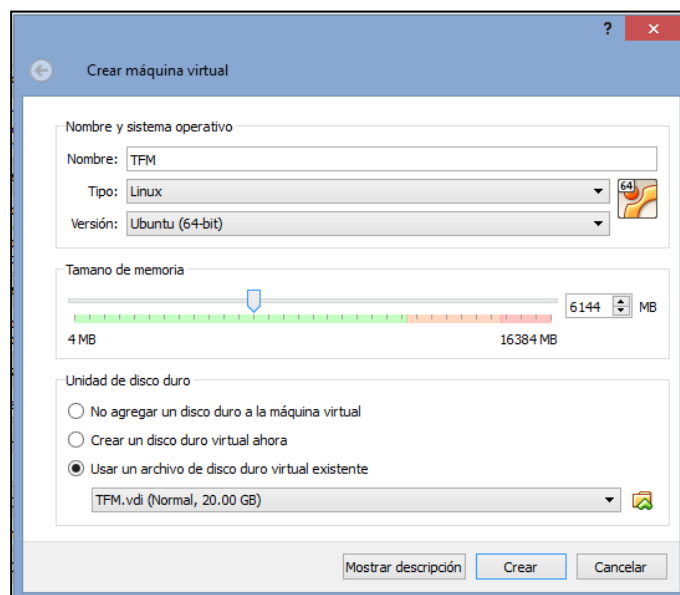 ? ×
Crear máquina virtual
Nombre y sistema operativo
Nombre: TFM
Tipo: Linux
64
Versión: Ubuntu (64-bit)
Tamano de memoria
6144 MB
4 MB 16384 MB
Unidad de disco duro
No agregar un disco duro a la máquina virtual
Crear un disco duro virtual ahora
Usar un archivo de disco duro virtual existente
TFM.vdi (Normal, 20.00 GB)
Mostrar descripción Crear Cancelar